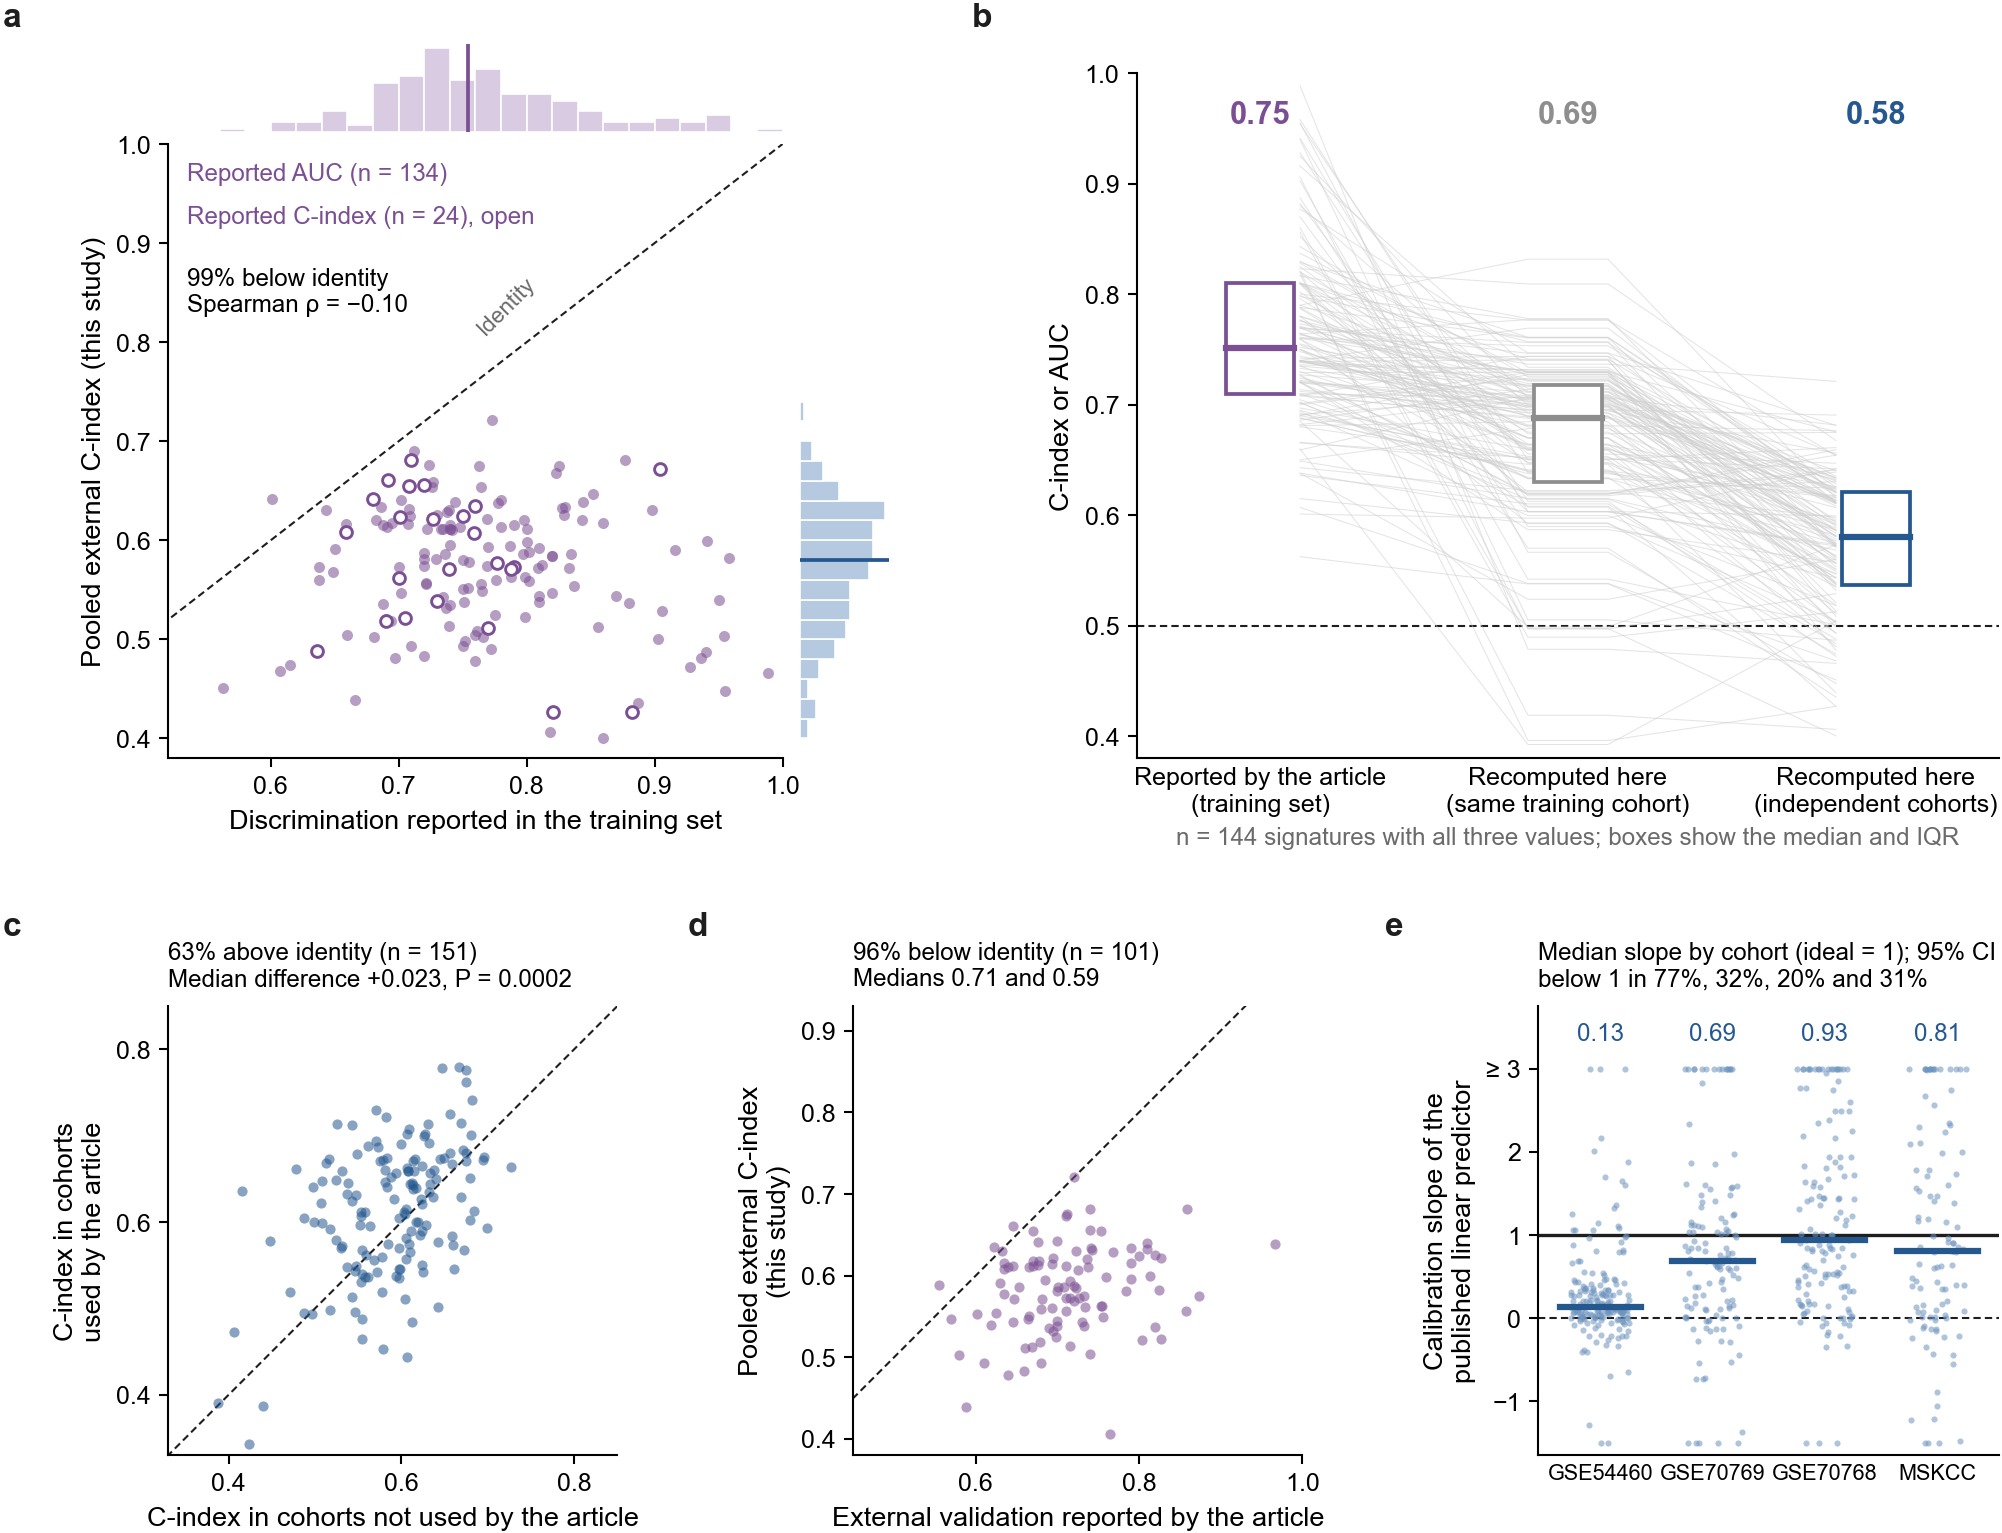 a
Reported AUC (n = 134)
Reported C-index (n = 24), open
99% below identity
Spearman ρ = −0.10
Identity
1.0
0.9
0.8
0.7
0.6
0.5
0.4
Pooled external C-index (this study)
0.6
0.7
0.8
0.9
1.0
Discrimination reported in the training set
b
0.75
0.69
0.58
1.0
0.9
0.8
0.7
0.6
0.5
0.4
C-index or AUC
Reported by the article
(training set)
Recomputed here
(same training cohort)
Recomputed here
(independent cohorts)
n = 144 signatures with all three values; boxes show the median and IQR
c
63% above identity (n = 151)
Median difference +0.023, P = 0.0002
0.8
0.6
0.4
C-index in cohorts
used by the article
0.4
0.6
0.8
C-index in cohorts not used by the article
d
96% below identity (n = 101)
Medians 0.71 and 0.59
0.9
0.8
0.7
0.6
0.5
0.4
Pooled external C-index
(this study)
0.6
0.8
1.0
External validation reported by the article
e
Median slope by cohort (ideal = 1); 95% CI
below 1 in 77%, 32%, 20% and 31%
0.13
0.69
0.93
0.81
≥ 3
2
1
0
−1
Calibration slope of the
published linear predictor
GSE54460
GSE70769
GSE70768
MSKCC